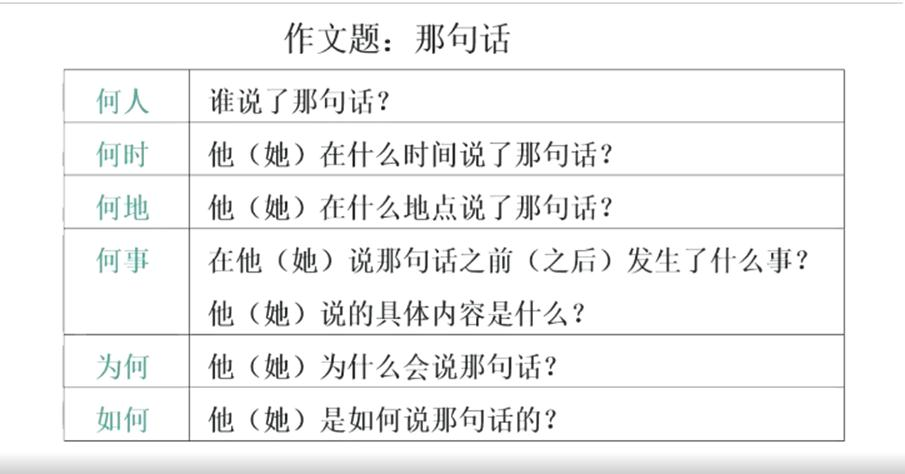 作文题：那句话
何人 谁说了那句话？
何时 他（她）在什么时间说了那句话？
何地 他（她）在什么地点说了那句话？
何事 在他（她）说那句话之前（之后）发生了什么事？
他（她）说的具体内容是什么？
为何 他（她）为什么会说那句话？
如何 他（她）是如何说那句话的？